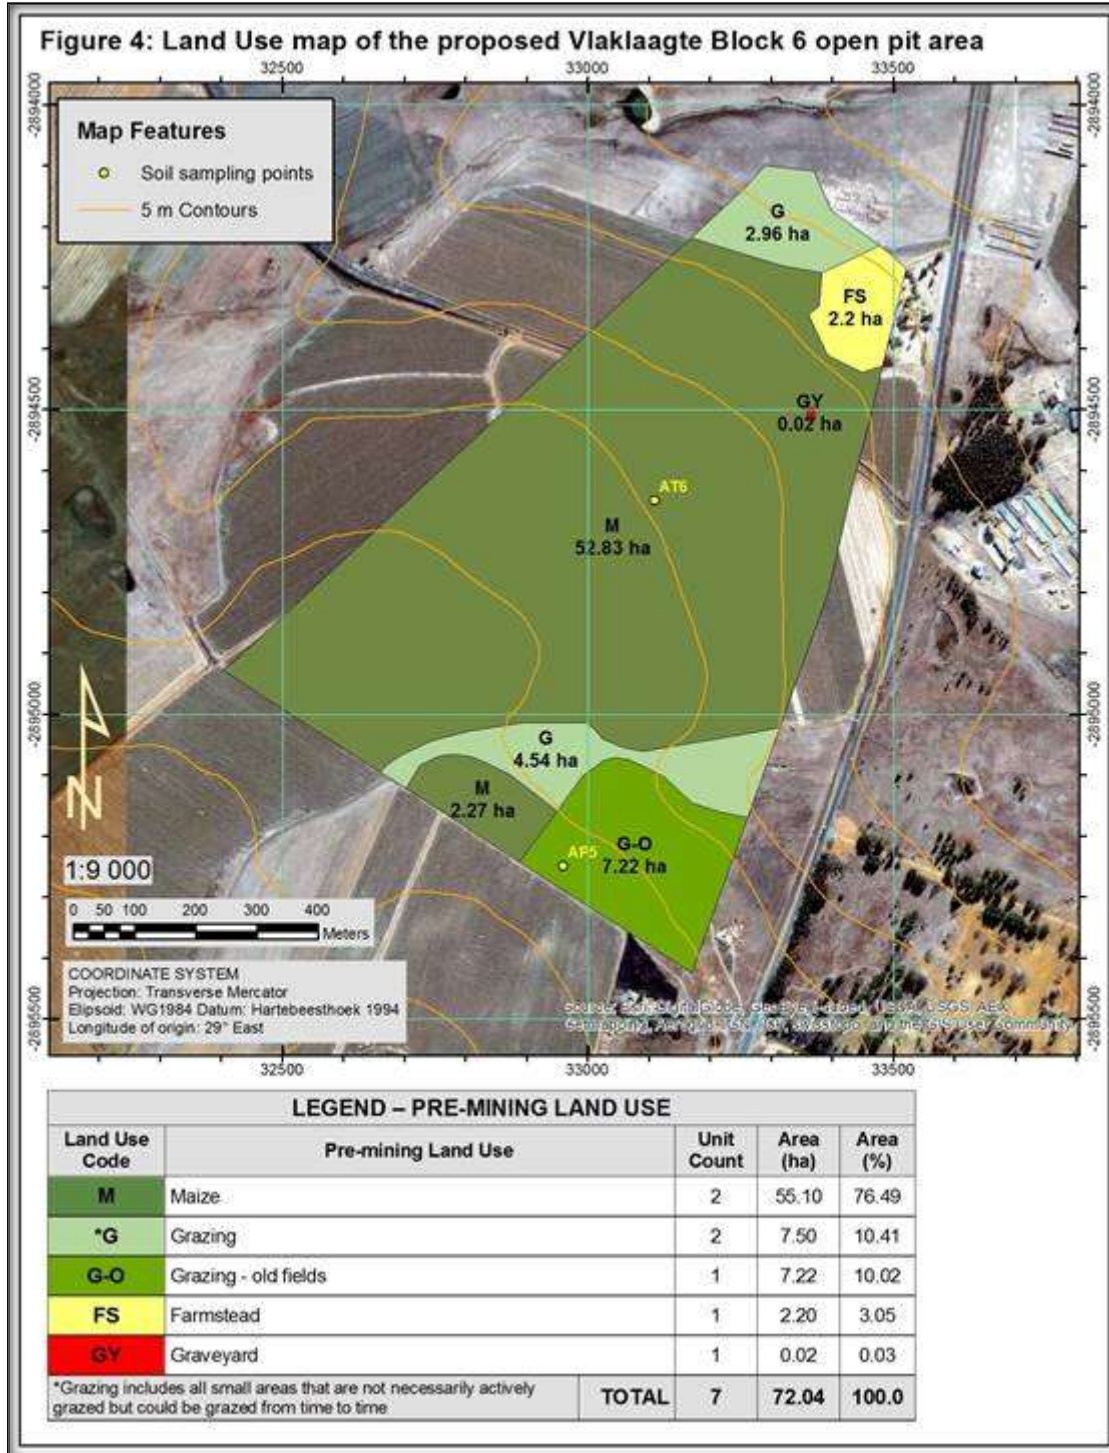 Figure 4: Land Use map of the proposed Vlaklaagte Block 6 open pit area
32500 33000 33500
-2894000 -2894000
Map Features
Soil sampling points
5 m Contours
G
2.96 ha
FS
2.2 ha
-2894500 -2894500
GY
0.02 ha
AT6
M
52.83 ha
-2895000 -2895000
G
4.54 ha
M
2.27 ha
G-O
7.22 ha
N
1:9 000
0 50 100 200 300 400
Meters
COORDINATE SYSTEM
Projection: Transverse Mercator
Elipsoid: WG1984 Datum: Hartebeesthoek 1994
Longitude of origin: 29° East
-2895500 -2895500
32500 33000 33500
LEGEND – PRE-MINING LAND USE
Land Use Code Pre-mining Land Use Unit Count Area (ha) Area (%)
M Maize 2 55.10 76.49
*G Grazing 2 7.50 10.41
G-O Grazing - old fields 1 7.22 10.02
FS Farmstead 1 2.20 3.05
GY Graveyard 1 0.02 0.03
*Grazing includes all small areas that are not necessarily actively
grazed but could be grazed from time to time
TOTAL 7 72.04 100.0